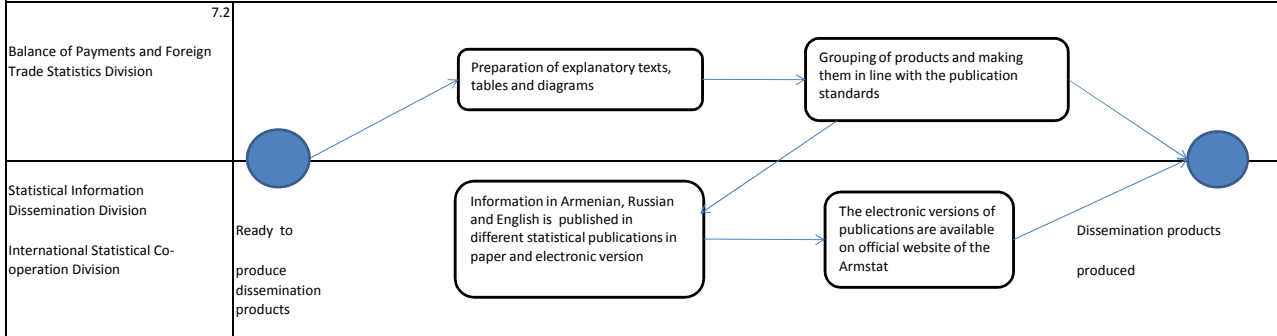 7.2
Balance of Payments and Foreign
Trade Statistics Division
Preparation of explanatory texts,
tables and diagrams
Grouping of products and making
them in line with the publication
standards
Statistical Information
Dissemination Division
International Statistical Co-
operation Division
Ready to
produce
dissemination
products
Information in Armenian, Russian
and English is published in
different statistical publications in
paper and electronic version
The electronic versions of
publications are available
on official website of the
Armstat
Dissemination products
produced